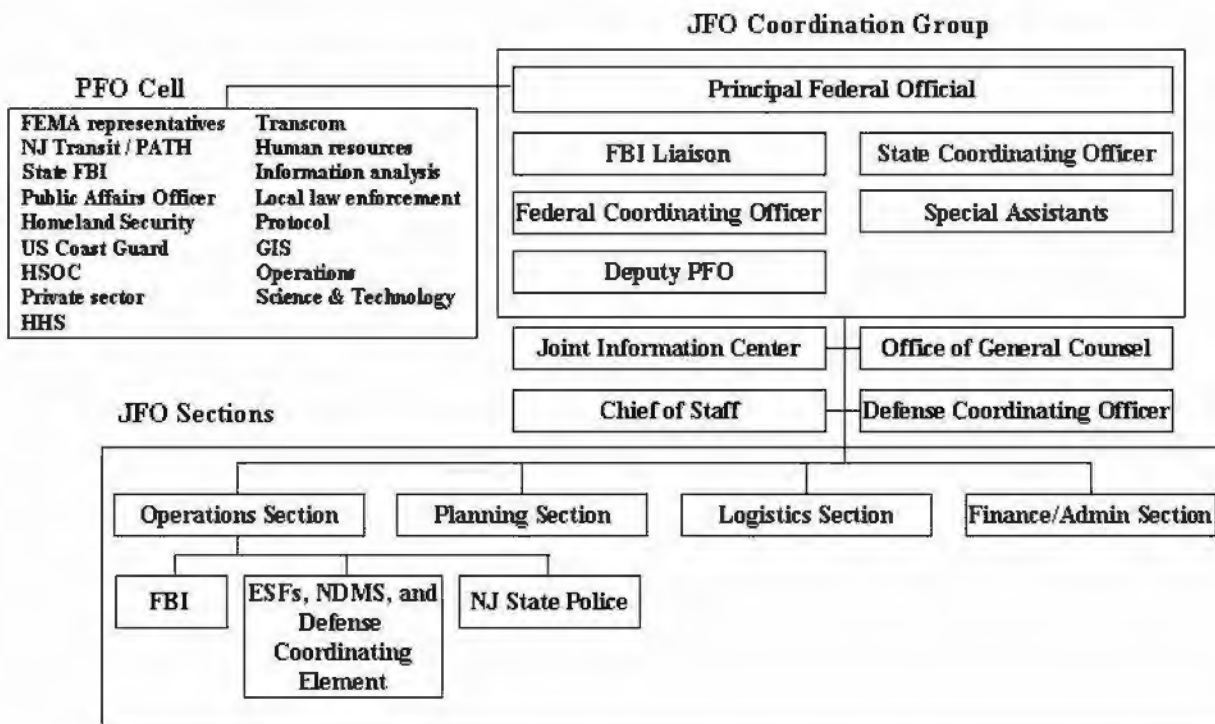 JFO Coordination Group
Principal Federal Official
FBI Liaison
State Coordinating Officer
Federal Coordinating Officer
Special Assistants
Deputy PFO
PFO Cell
FEMA representatives
NJ Transit / PATH
State FBI
Public Affairs Officer
Homeland Security
US Coast Guard
HSOC
Private sector
HHS
Transcom
Human resources
Information analysis
Local law enforcement
Protocol
GIS
Operations
Science & Technology
Joint Information Center
Office of General Counsel
Chief of Staff
Defense Coordinating Officer
JFO Sections
Operations Section
Planning Section
Logistics Section
Finance/Admin Section
FBI
ESFs, NDMS, and
Defense
Coordinating
Element
NJ State Police